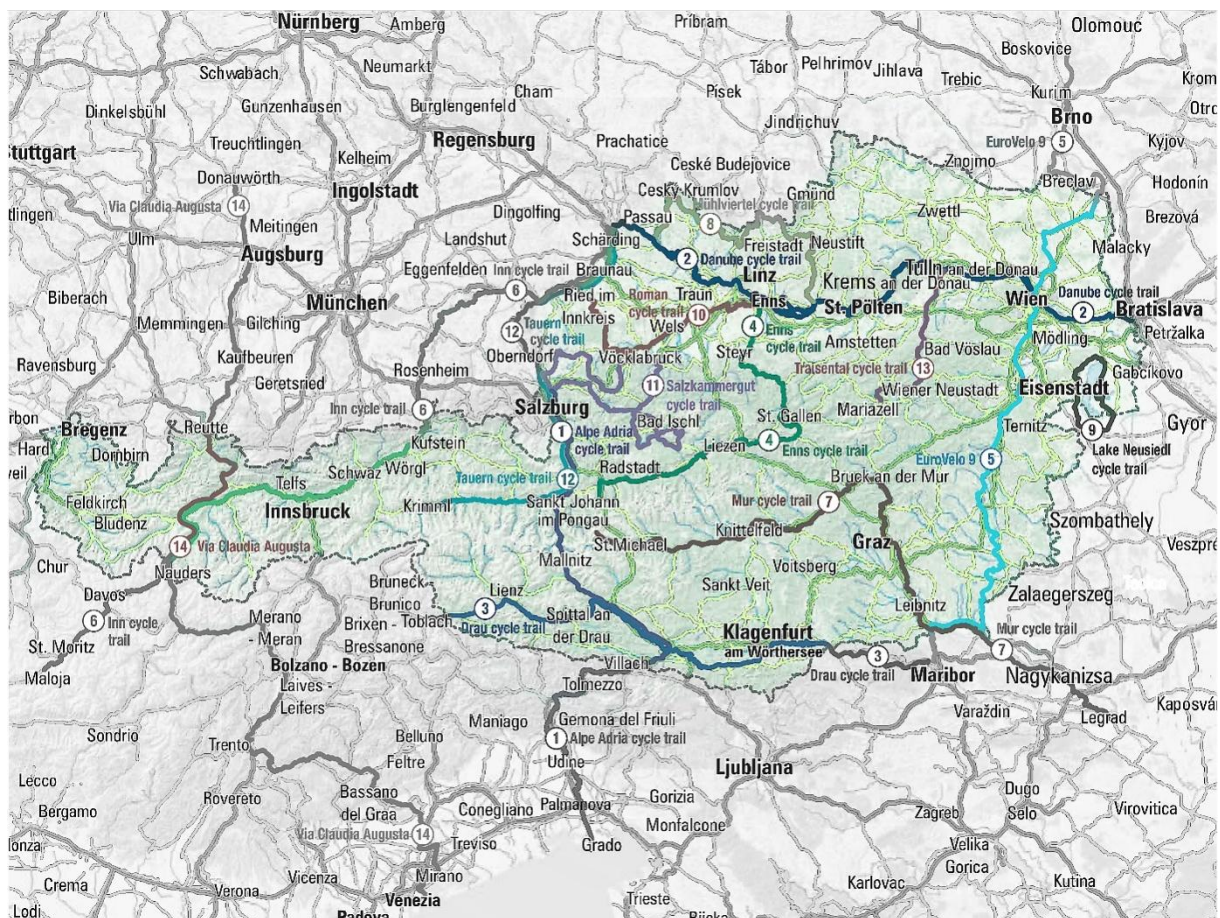 Nürnberg
Amberg
Příbram
Olomouc
Boskovice
Schwabach
Neumarkt
Tábor
Pelhrimov
Jihlava
Trebic
Kurim
Krom
Dinkelsbühl
Gunzenhausen
Burglengenfeld
Cham
Písek
Otro
Brno
Treuchtlingen
Regensburg
Prachatice
Jindrichuv
EuroVelo 9
5
Kyjov
Stuttgart
Kelheim
Znojmo
Donauwörth
Ceské Budejovice
Breclav
Hodonín
tlingen
Via Claudia Augusta
14
Ingolstadt
Cesky Krumlov
Gmünd
Zwettl
Meitingen
Dingolfing
Passau
8
Mühlviertel cycle trail
Brezová
Ulm
Landshut
Schärding
Freistadt
Neustift
Malacky
Augsburg
Eggenfelden
Inn cycle trail
2
Danube cycle trail
Braunau
Linz
Krems
an der Donau
Tulln an der Donau
6
Biberach
München
Ried im
Innkreis
Roman
cycle trail
Traun
Enns
St. Pölten
Wien
Danube cycle trail
2
Bratislava
Memmingen
Gilching
12
Tauern
cycle trail
10
Wels
4
Enns
cycle trail
Amstetten
Petržalka
Mödling
Kaufbeuren
Oberndorf
Steyr
Bad Vöslau
Ravensburg
Geretsried
Rosenheim
Vöcklabruck
Traisental cycle trail
13
Gabcíkovo
11
Salzkammergut
cycle trail
Wiener Neustadt
Eisenstadt
Mariazell
rbon
Inn cycle trail
6
Salzburg
Bad Ischl
St. Gallen
Ternitz
9
Gyor
Bregenz
Reutte
Kufstein
1
Alpe Adria
cycle trail
Liezen
4
Enns cycle trail
Lake Neusiedl
cycle trail
Hard
Dornbirn
veil
Wörgl
Schwaz
Telfs
Radstadt
EuroVelo 9
5
Tauern cycle trail
12
Bruck an der Mur
Feldkirch
Innsbruck
Krimml
Sankt Johann
im Pongau
Mur cycle trail
7
Bludenz
Knittelfeld
Szombathely
14
Via Claudia Augusta
St. Michael
Graz
Veszpre
Chur
Nauders
Mallnitz
Voitsberg
Davos
Bruneck
Brunico
Lienz
Sankt Veit
Zalaegerszeg
6
Inn cycle
trail
Merano
- Meran
Brixen -
Bressanone
Toblach
3
Drau cycle trail
Spittal an
der Drau
Leibnitz
St. Moritz
Klagenfurt
am Wörthersee
Mur cycle trail
7
Maloja
Bolzano - Bozen
Villach
3
Drau cycle trail
Maribor
Nagykanizsa
Laives -
Leifers
Tolmezzo
Varaždin
Legrad
Kaposvár
Maniago
Gemona del Friuli
Sondrio
Trento
Belluno
1
Alpe Adria cycle trail
Feltre
Udine
Ljubljana
Lecco
Bassano
del Graa
Dugo
Selo
Bergamo
Rovereto
Conegliano
Palmanova
Gorizia
Zagreb
Virovitica
Monfalcone
Via Claudia Augusta
14
Treviso
Grado
Velika
Gorica
onza
Mirano
Crema
Vicenza
Verona
Venezia
Karlovac
Kutina
Trieste
Lodi
Padova
Rijeka